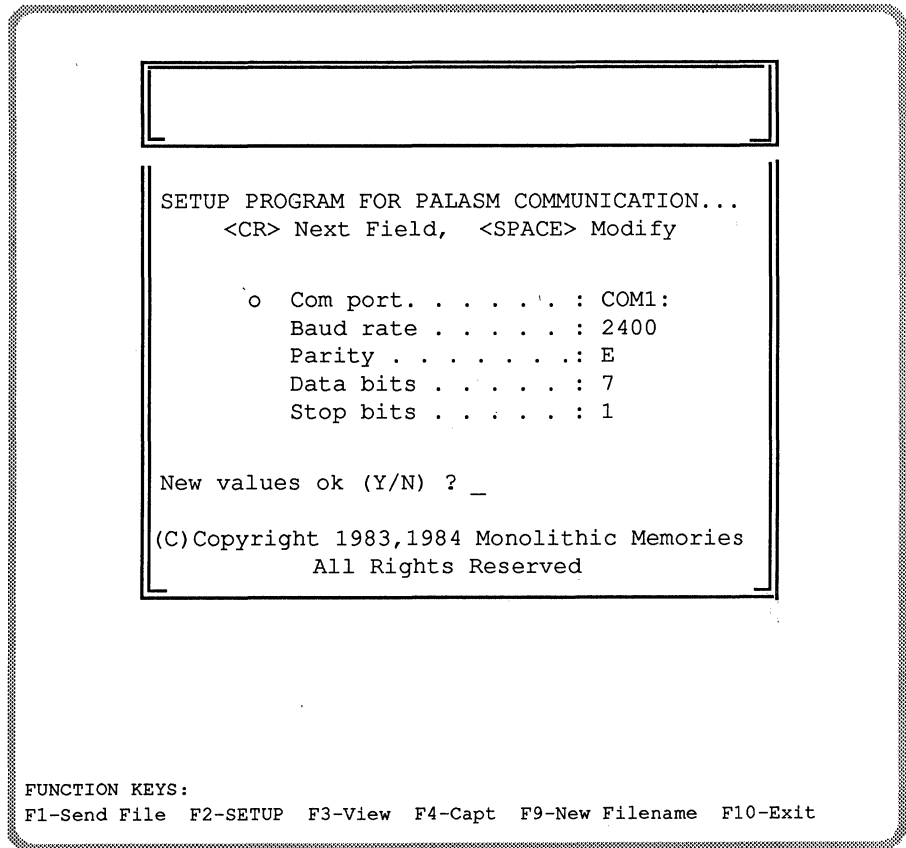 SETUP PROGRAM FOR PALASM COMMUNICATION...
<CR> Next Field, <SPACE> Modify
o Com port. . . . . . . : COM1:
Baud rate . . . . . . : 2400
Parity . . . . . . . .: E
Data bits . . . . . . : 7
Stop bits . . . . . . : 1
New values ok (Y/N) ? _
(C)Copyright 1983,1984 Monolithic Memories
All Rights Reserved
FUNCTION KEYS:
F1-Send File F2-SETUP F3-View F4-Capt F9-New Filename F10-Exit